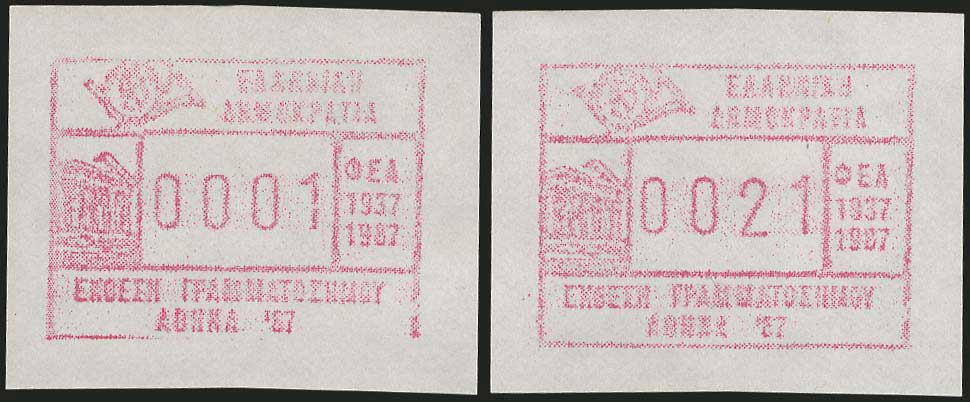 ΕΛΛΗΝΙΚΗ
ΔΗΜΟΚΡΑΤΙΑ
0001
ΦΕΑ
1937
1987
ΕΚΘΕΣΗ ΓΡΑΜΜΑΤΟΣΗΜΟΥ
ΑΘΗΝΑ '87
ΕΛΛΗΝΙΚΗ
ΔΗΜΟΚΡΑΤΙΑ
0021
ΦΕΑ
1937
1987
ΕΚΘΕΣΗ ΓΡΑΜΜΑΤΟΣΗΜΟΥ
ΑΘΗΝΑ '87